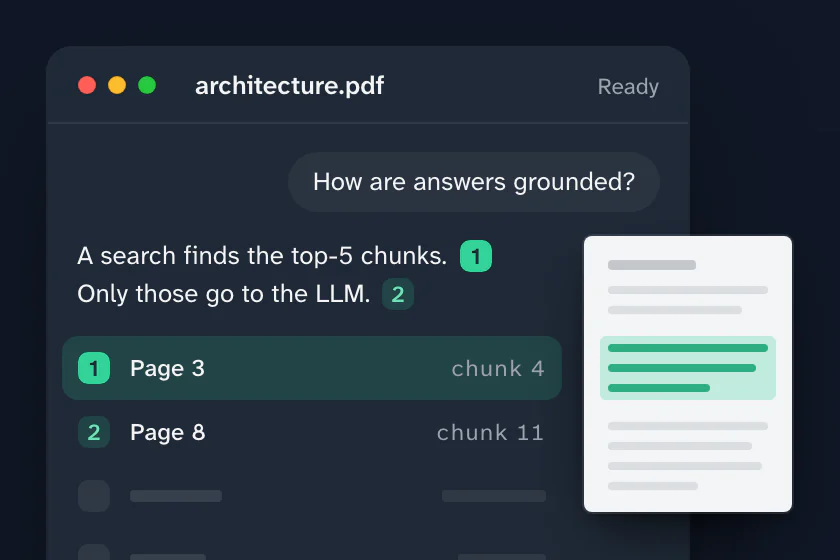 architecture.pdf
Ready
How are answers grounded?
A search finds the top-5 chunks. 1
Only those go to the LLM. 2
1 Page 3 chunk 4
2 Page 8 chunk 11